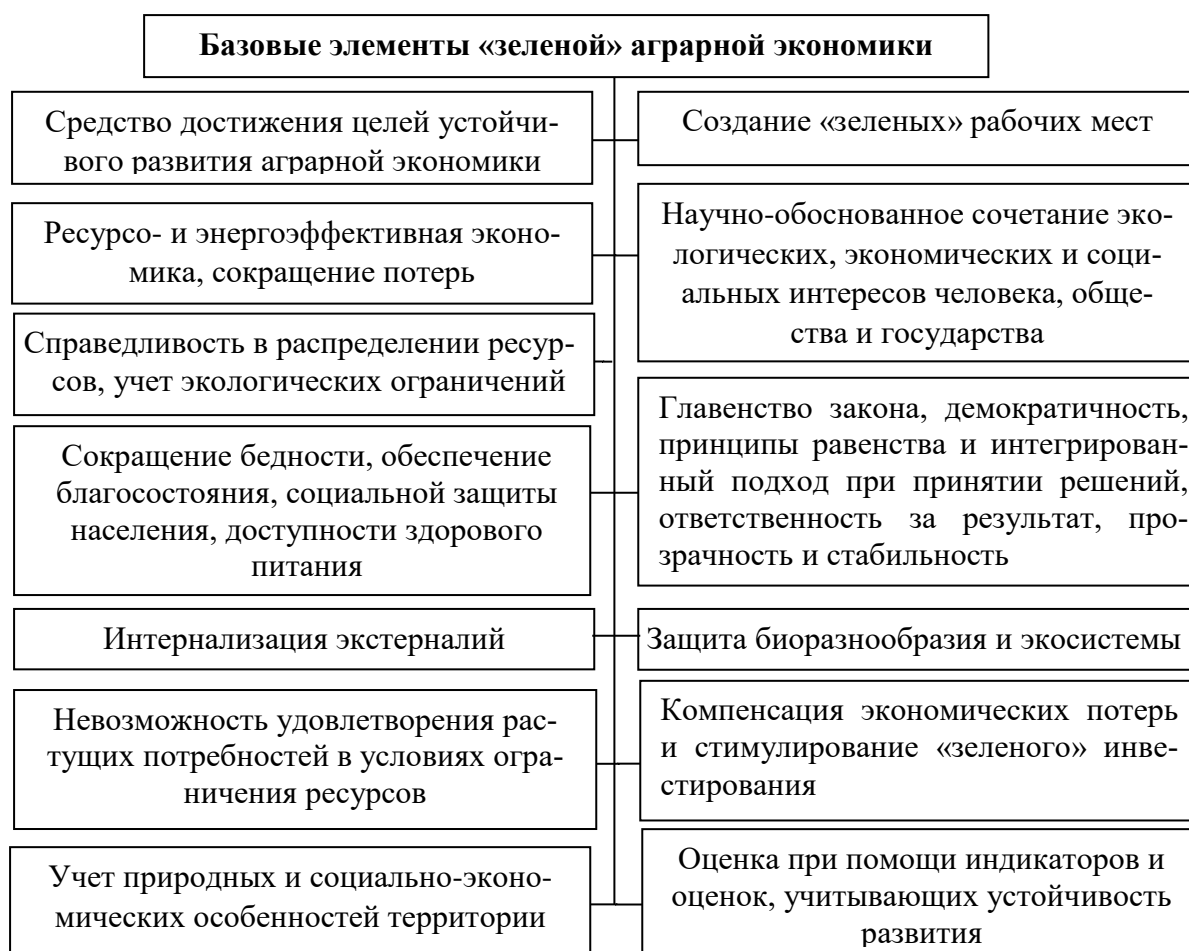 Базовые элементы «зеленой» аграрной экономики
Средство достижения целей устойчи-
вого развития аграрной экономики
Ресурсо- и энергоэффективная эконо-
мика, сокращение потерь
Справедливость в распределении ресур-
сов, учет экологических ограничений
Сокращение бедности, обеспечение
благосостояния, социальной защиты
населения, доступности здорового
питания
Интернализация экстерналий
Невозможность удовлетворения рас-
тущих потребностей в условиях огра-
ничения ресурсов
Учет природных и социально-эконо-
мических особенностей территории
Создание «зеленых» рабочих мест
Научно-обоснованное сочетание эко-
логических, экономических и соци-
альных интересов человека, обще-
ства и государства
Главенство закона, демократичность,
принципы равенства и интегрирован-
ный подход при принятии решений,
ответственность за результат, про-
зрачность и стабильность
Защита биоразнообразия и экосистемы
Компенсация экономических потерь
и стимулирование «зеленого» инве-
стирования
Оценка при помощи индикаторов и
оценок, учитывающих устойчивость
развития